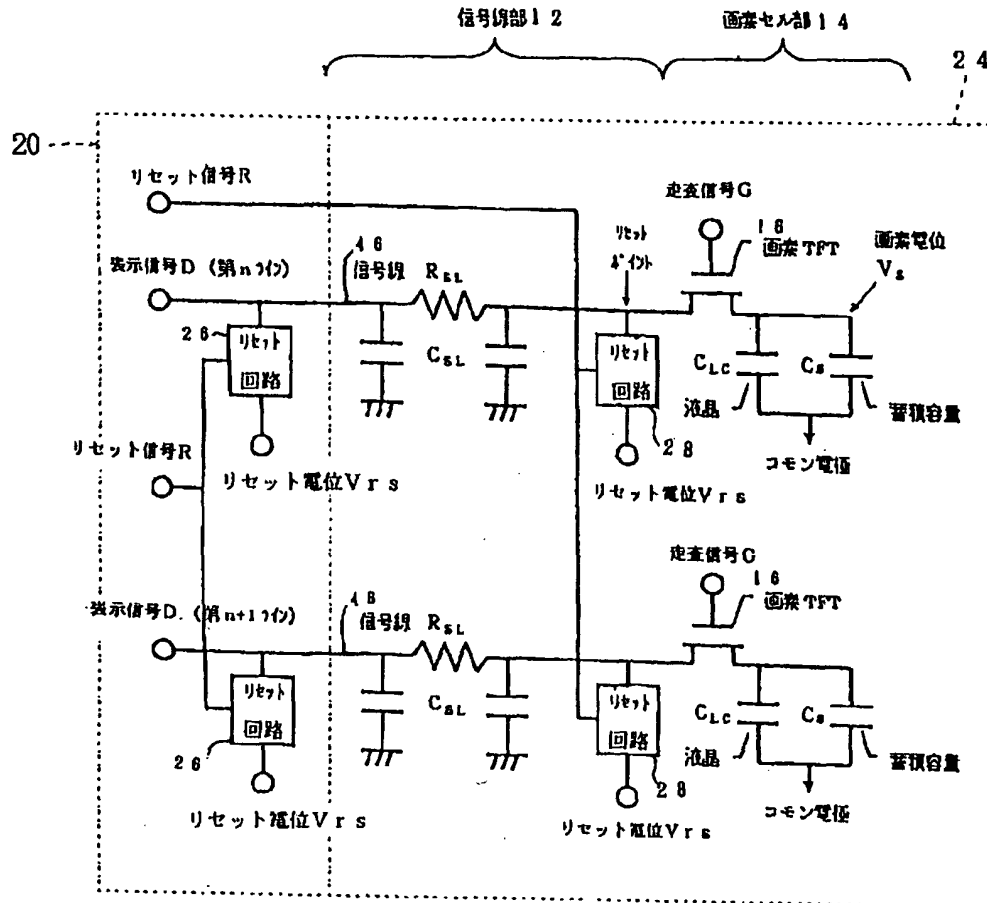 信号線部12
画素セル部14
24
20
リセット信号R
走査信号G
16
画素TFT
画素電位
Vs
リセット
ポイント
表示信号D (第nライン)
46
信号線
RSL
26
リセット
回路
CSL
リセット
回路
28
CLC
液晶
Cs
蓄積容量
コモン電極
リセット信号R
リセット電位Vrs
リセット電位Vrs
走査信号G
16
画素TFT
表示信号D. (第n+1ライン)
48
信号線
RSL
リセット
回路
26
CSL
リセット
回路
28
CLC
液晶
Cs
蓄積容量
コモン電極
リセット電位Vrs
リセット電位Vrs